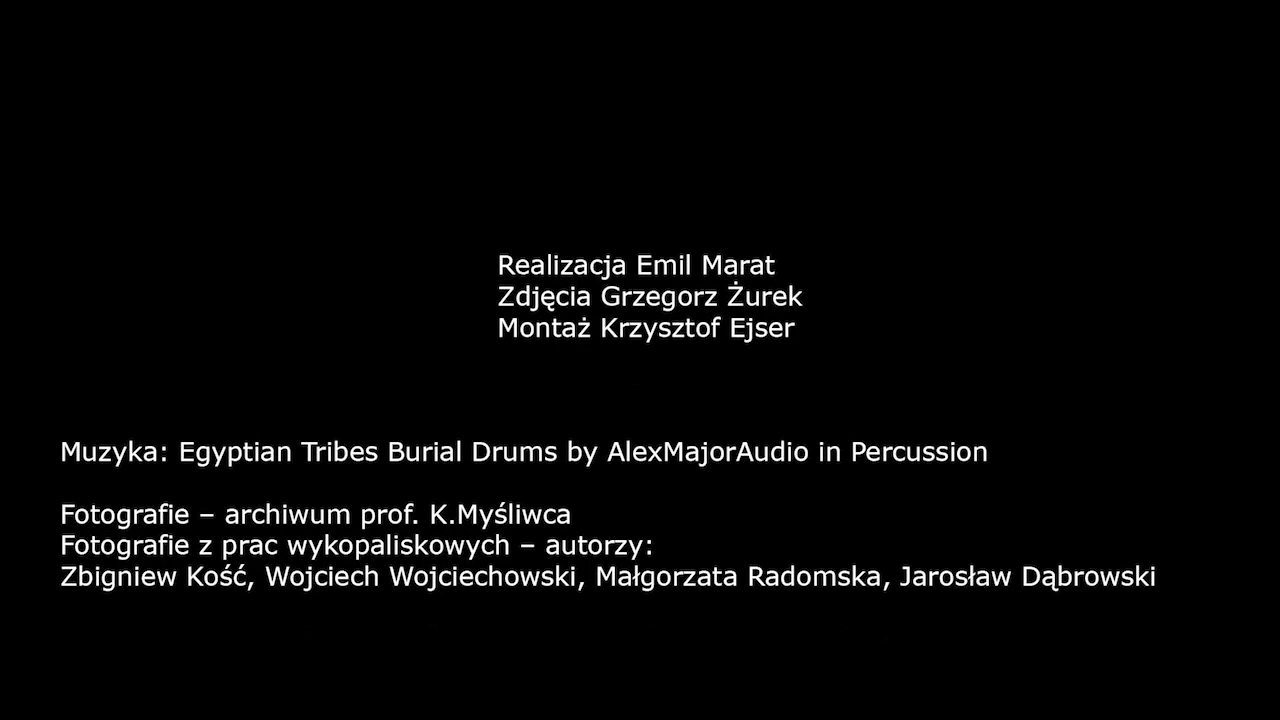 Realizacja Emil Marat
Zdjęcia Grzegorz Żurek
Montaż Krzysztof Ejser
Muzyka: Egyptian Tribes Burial Drums by AlexMajorAudio in Percussion
Fotografie – archiwum prof. K.Myśliwca
Fotografie z prac wykopaliskowych – autorzy:
Zbigniew Kość, Wojciech Wojciechowski, Małgorzata Radomska, Jarosław Dąbrowski